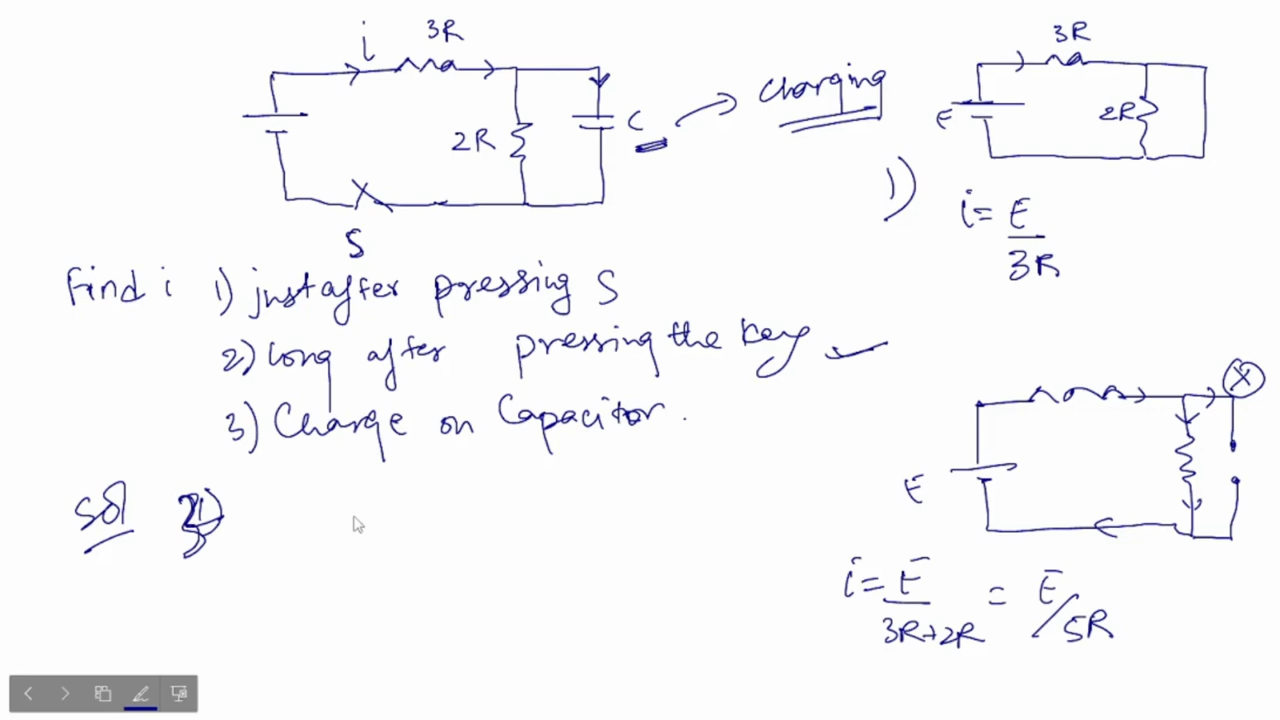 i
3R
2R
C
S
Charging
3R
E
2R
1)
i= E
3R
Find i 1) just after pressing S
2) Long after pressing the key
3) Charge on Capacitor.
Sol
X
E
i= E = E/5R
3R+2R